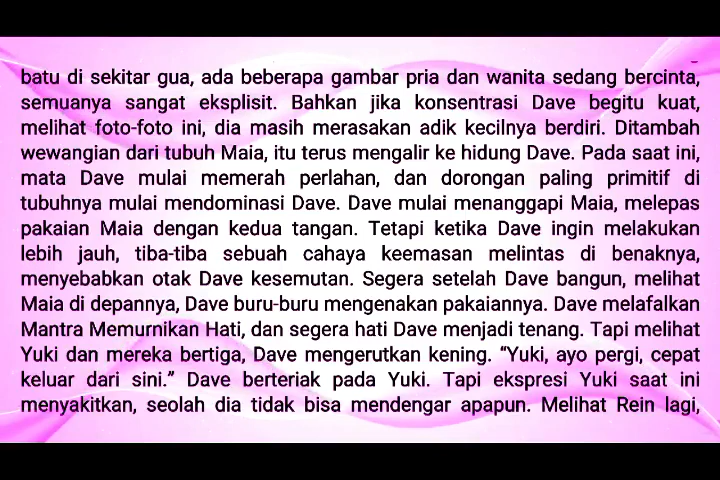 batu di sekitar gua, ada beberapa gambar pria dan wanita sedang bercinta,
semuanya sangat eksplisit. Bahkan jika konsentrasi Dave begitu kuat,
melihat foto-foto ini, dia masih merasakan adik kecilnya berdiri. Ditambah
wewangian dari tubuh Maia, itu terus mengalir ke hidung Dave. Pada saat ini,
mata Dave mulai memerah perlahan, dan dorongan paling primitif di
tubuhnya mulai mendominasi Dave. Dave mulai menanggapi Maia, melepas
pakaian Maia dengan kedua tangan. Tetapi ketika Dave ingin melakukan
lebih jauh, tiba-tiba sebuah cahaya keemasan melintas di benaknya,
menyebabkan otak Dave kesemutan. Segera setelah Dave bangun, melihat
Maia di depannya, Dave buru-buru mengenakan pakaiannya. Dave melafalkan
Mantra Memurnikan Hati, dan segera hati Dave menjadi tenang. Tapi melihat
Yuki dan mereka bertiga, Dave mengerutkan kening. “Yuki, ayo pergi, cepat
keluar dari sini.” Dave berteriak pada Yuki. Tapi ekspresi Yuki saat ini
menyakitkan, seolah dia tidak bisa mendengar apapun. Melihat Rein lagi,